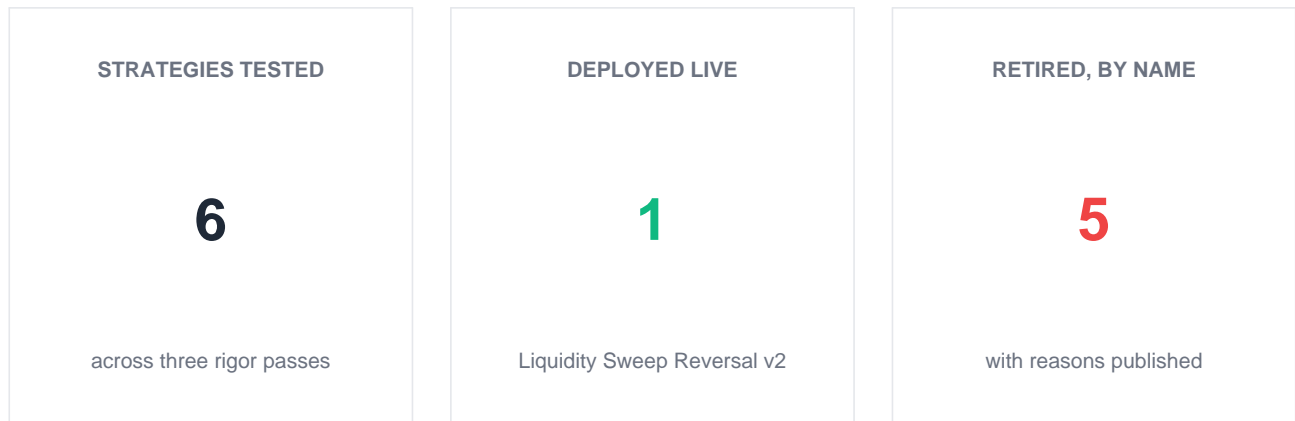 STRATEGIES TESTED
6
across three rigor passes
DEPLOYED LIVE
1
Liquidity Sweep Reversal v2
RETIRED, BY NAME
5
with reasons published